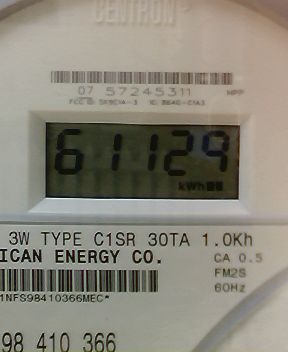 CENTRON
07 57245311 MPP
61129
kWh
3W TYPE C1SR 30TA 1.0Kh
ICAN ENERGY CO. CA 0.5
FM2S
60Hz
1NFS98410366MEC*
98 410 366